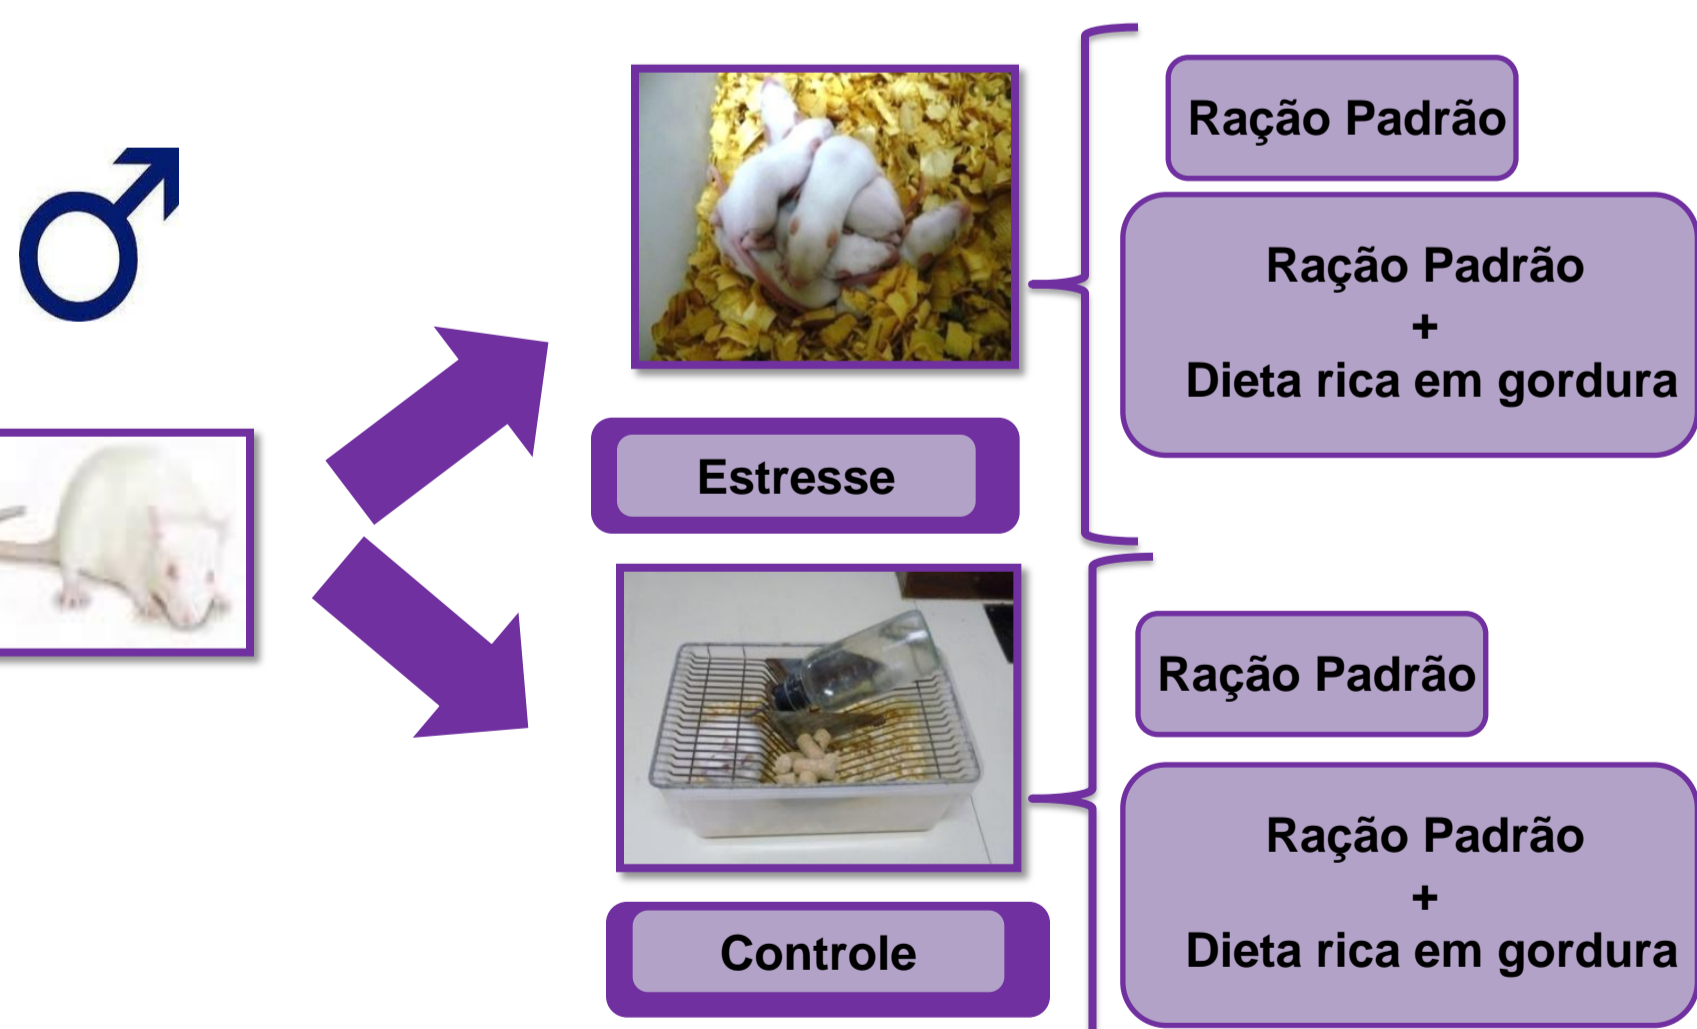 Ração Padrão
Ração Padrão
+
Dieta rica em gordura
Estresse
Ração Padrão
Ração Padrão
+
Dieta rica em gordura
Controle